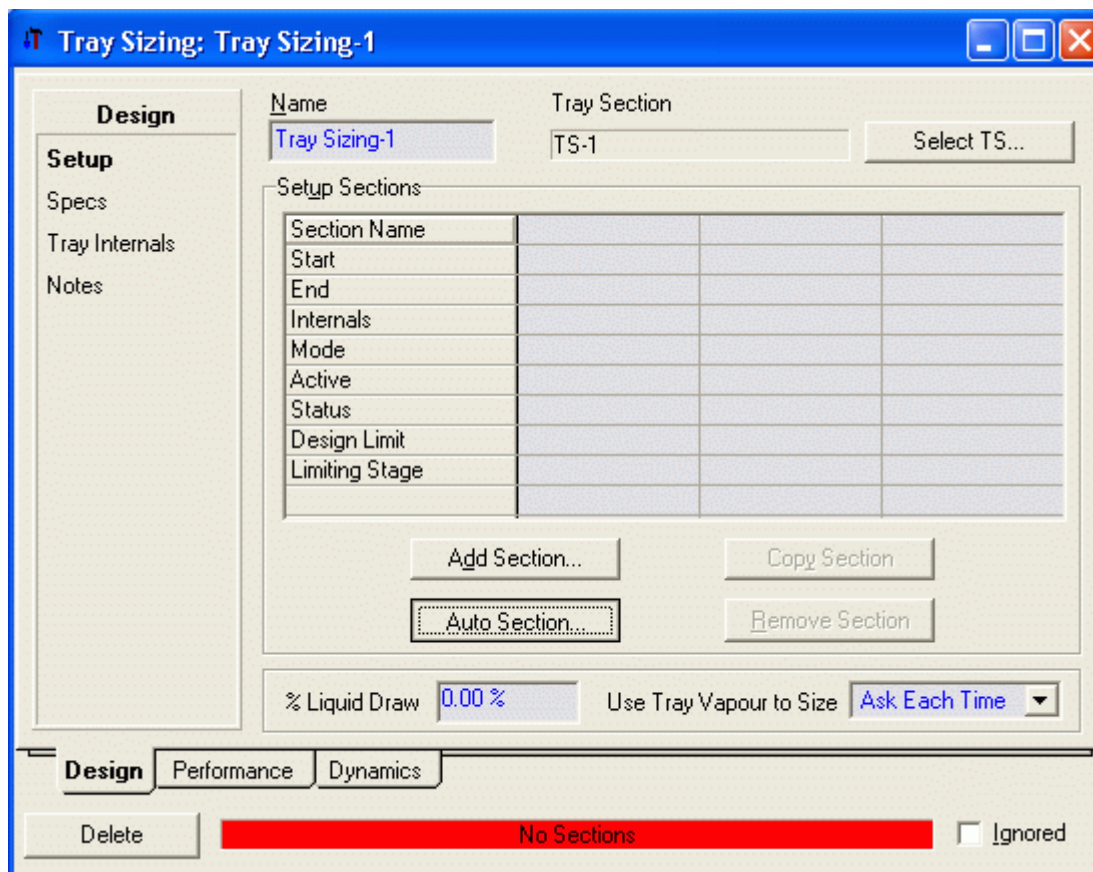 Tray Sizing: Tray Sizing-1
Design
Setup
Specs
Tray Internals
Notes
Name
Tray Sizing-1
Tray Section
TS-1
Select TS...
Setup Sections
Section Name
Start
End
Internals
Mode
Active
Status
Design Limit
Limiting Stage
Add Section...
Copy Section
Auto Section...
Remove Section
% Liquid Draw
0.00 %
Use Tray Vapour to Size
Ask Each Time
Design
Performance
Dynamics
Delete
No Sections
Ignored